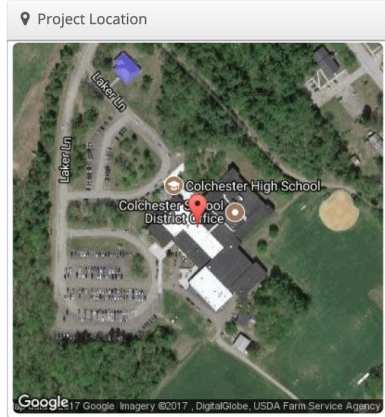 Project Location
Laker Ln
Laker Ln
Colchester High School
Colchester School
District Office
Google
17 Google Imagery ©2017 , DigitalGlobe, USDA Farm Service Agency